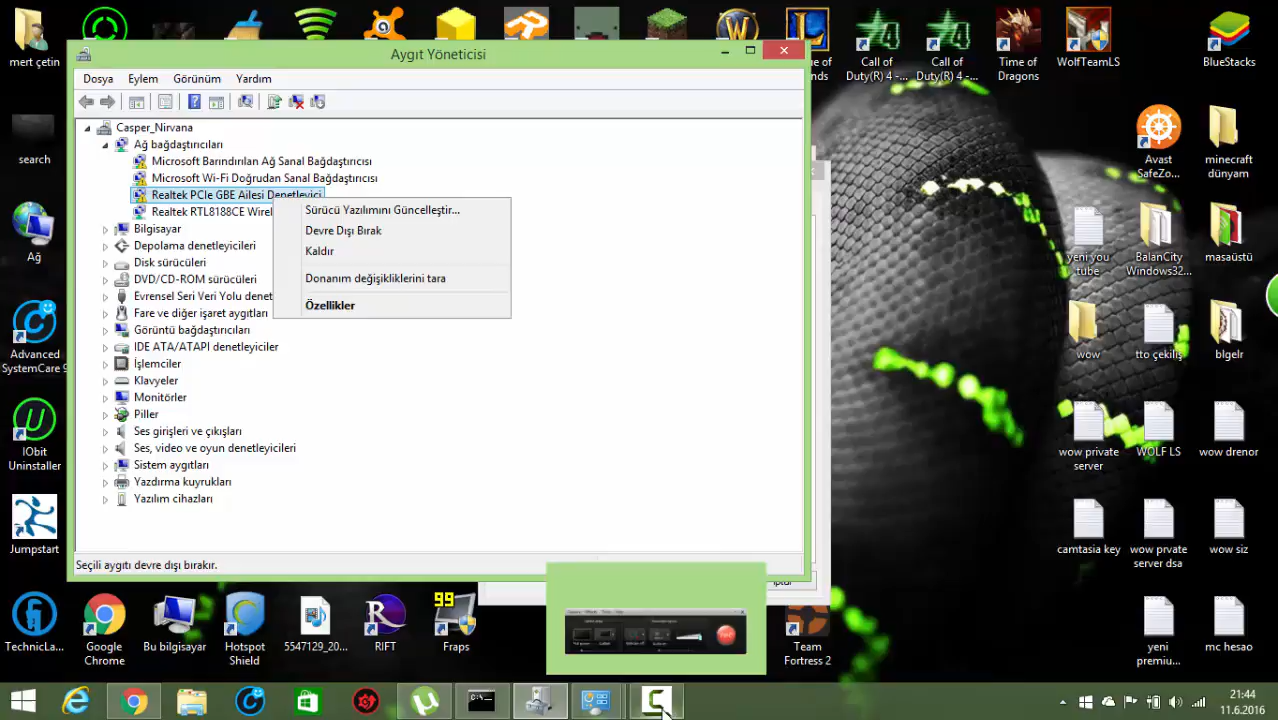 mert çetin
Call of
Duty(R) 4 -...
Call of
Duty(R) 4 -...
Time of
Dragons
WolfTeamLS
BlueStacks
Aygıt Yöneticisi
Dosya Eylem Görünüm Yardım
Casper_Nirvana
Ağ bağdaştırıcıları
Microsoft Barındırılan Ağ Sanal Bağdaştırıcısı
Microsoft Wi-Fi Doğrudan Sanal Bağdaştırıcısı
Realtek PCIe GBE Ailesi Denetleyici
Realtek RTL8188CE Wirel
Bilgisayar
Depolama denetleyicileri
Disk sürücüleri
DVD/CD-ROM sürücüleri
Evrensel Seri Veri Yolu denet
Fare ve diğer işaret aygıtları
Görüntü bağdaştırıcıları
IDE ATA/ATAPI denetleyiciler
İşlemciler
Klavyeler
Monitörler
Piller
Ses girişleri ve çıkışları
Ses, video ve oyun denetleyicileri
Sistem aygıtları
Yazdırma kuyrukları
Yazılım cihazları
Sürücü Yazılımını Güncelleştir...
Devre Dışı Bırak
Kaldır
Donanım değişikliklerini tara
Özellikler
Seçili aygıtı devre dışı bırakır.
search
Ağ
Advanced
SystemCare 9
IObit
Uninstaller
Jumpstart
Avast
SafeZo...
minecraft
dünyam
yeni you
tube
BalanCity
Windows32...
masaüstü
wow
tto çekiliş
blgelr
wow private
server
WOLF LS
wow drenor
camtasia key
wow prvate
server dsa
wow siz
yeni
premiu...
mc hesao
TechnicLa...
Google
Chrome
Bu bilgisayar
Hotspot
Shield
5547129_20...
RIFT
99
Fraps
Team
Fortress 2
21:44
11.6.2016